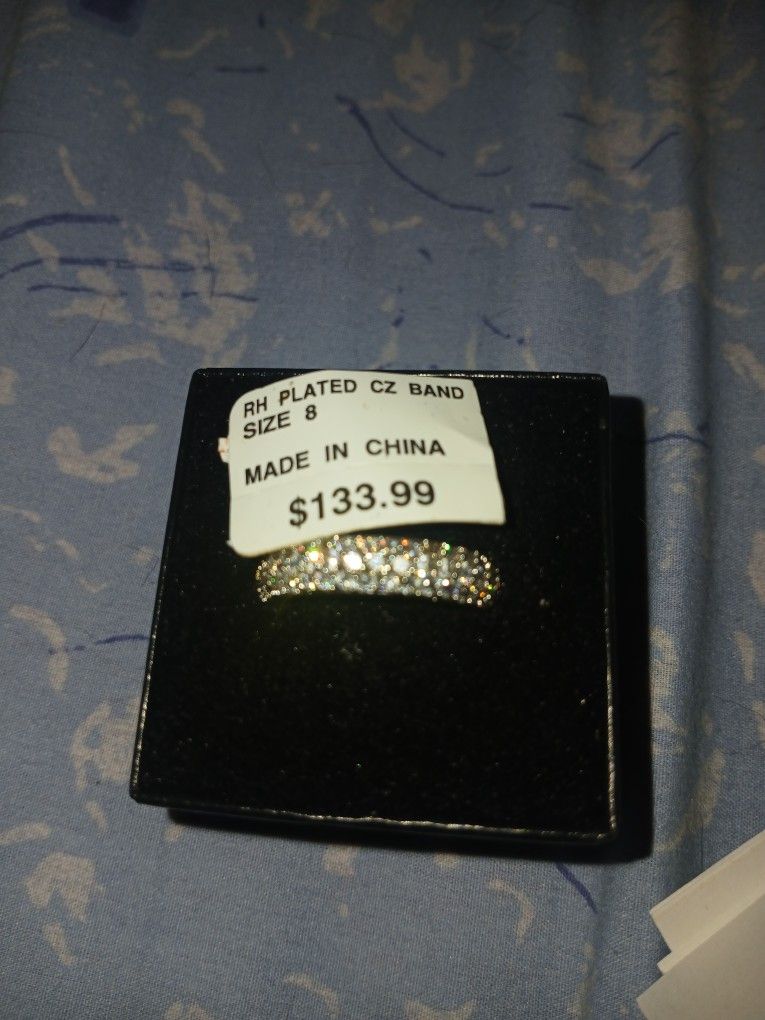 RH PLATED CZ BAND
SIZE 8
MADE IN CHINA
$133.99